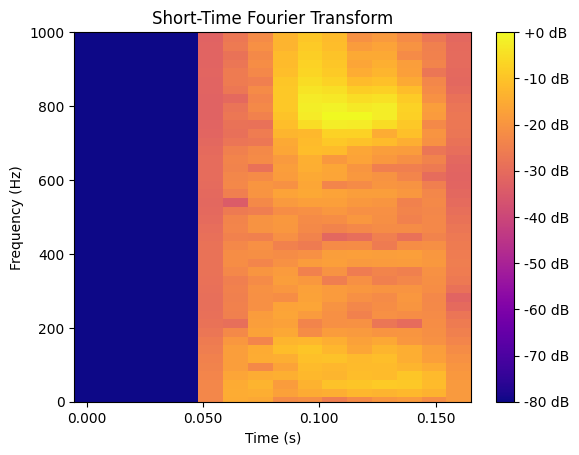 Short-Time Fourier Transform
1000
800
600
400
200
0
Frequency (Hz)
0.000
0.050
0.100
0.150
Time (s)
+0 dB
-10 dB
-20 dB
-30 dB
-40 dB
-50 dB
-60 dB
-70 dB
-80 dB